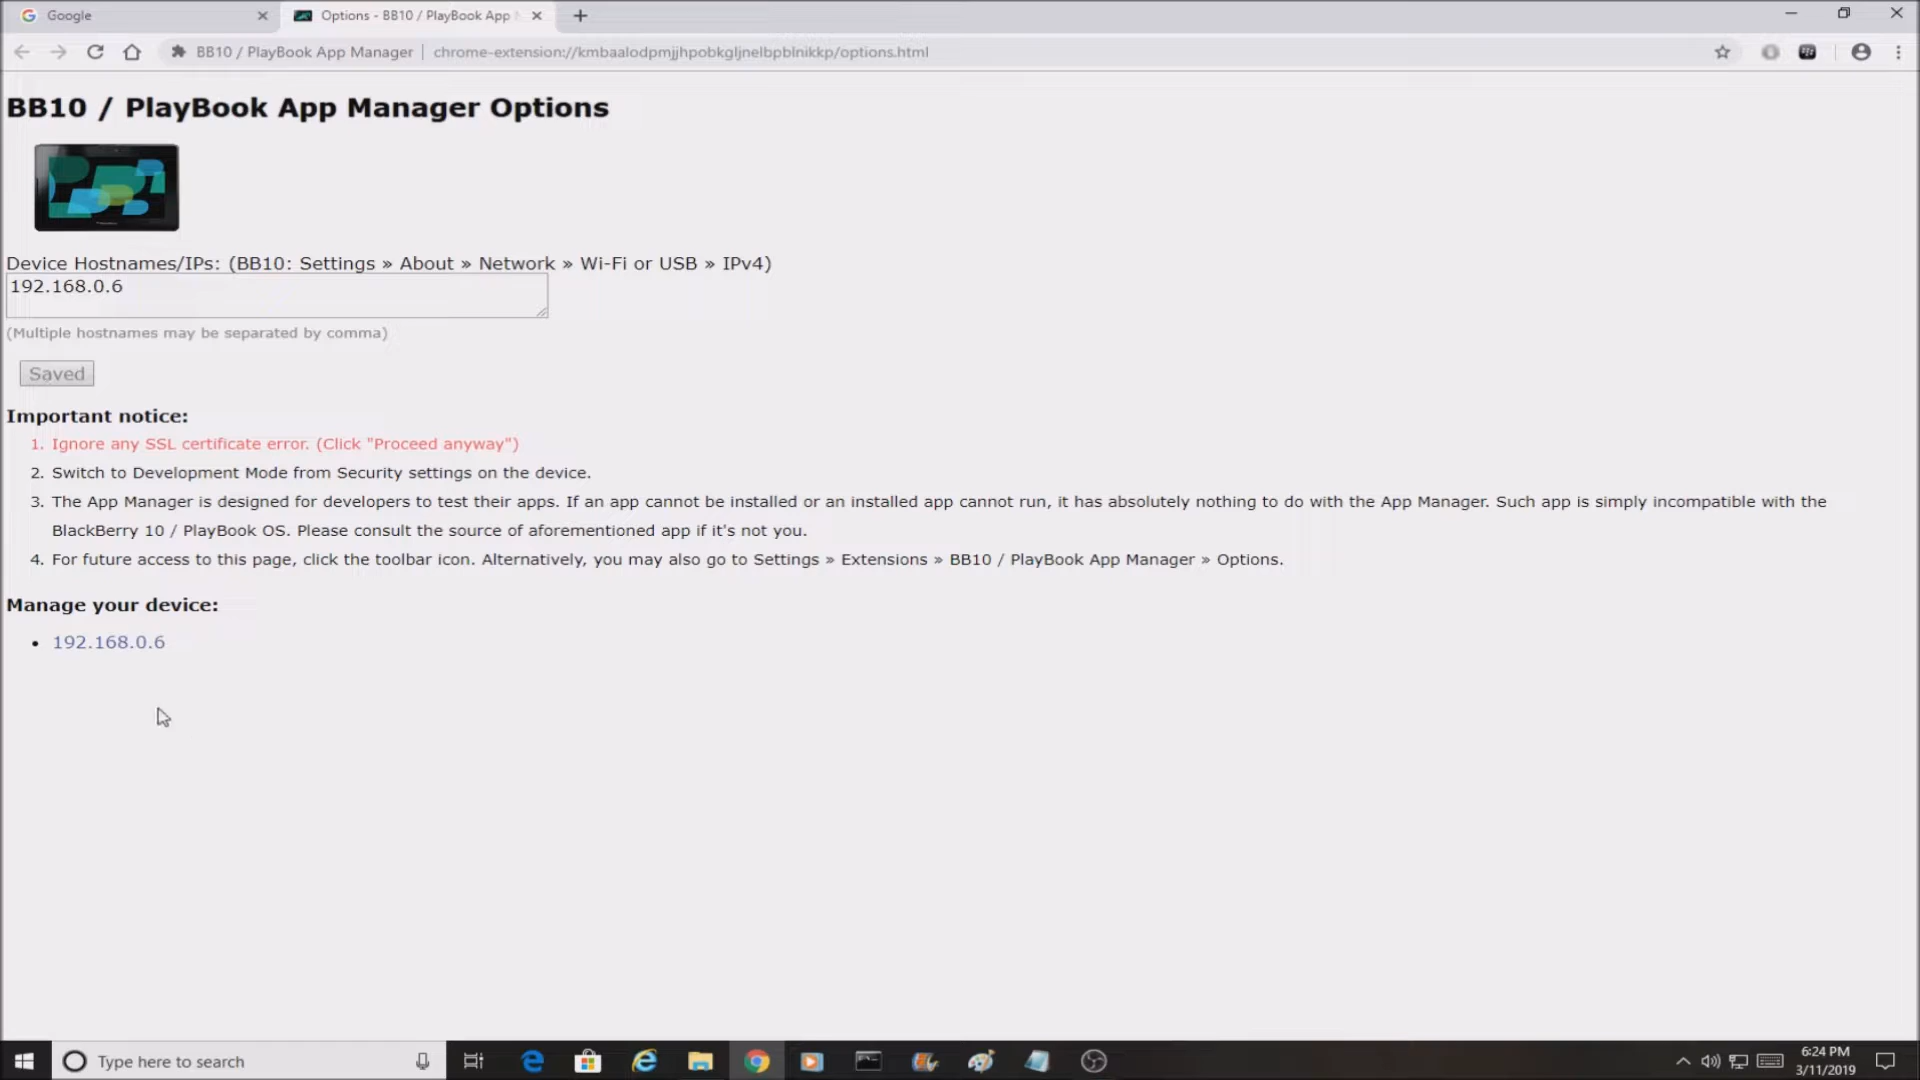 Google
Options - BB10 / PlayBook App
BB10 / PlayBook App Manager | chrome-extension://kmbaalodpmjjhpobkgljnelbpblnikkp/options.html
BB10 / PlayBook App Manager Options
Device Hostnames/IPs: (BB10: Settings » About » Network » Wi-Fi or USB » IPv4)
192.168.0.6
(Multiple hostnames may be separated by comma)
Saved
Important notice:
1. Ignore any SSL certificate error. (Click "Proceed anyway")
2. Switch to Development Mode from Security settings on the device.
3. The App Manager is designed for developers to test their apps. If an app cannot be installed or an installed app cannot run, it has absolutely nothing to do with the App Manager. Such app is simply incompatible with the
BlackBerry 10 / PlayBook OS. Please consult the source of aforementioned app if it's not you.
4. For future access to this page, click the toolbar icon. Alternatively, you may also go to Settings » Extensions » BB10 / PlayBook App Manager » Options.
Manage your device:
• 192.168.0.6
Type here to search
6:24 PM
3/11/2019